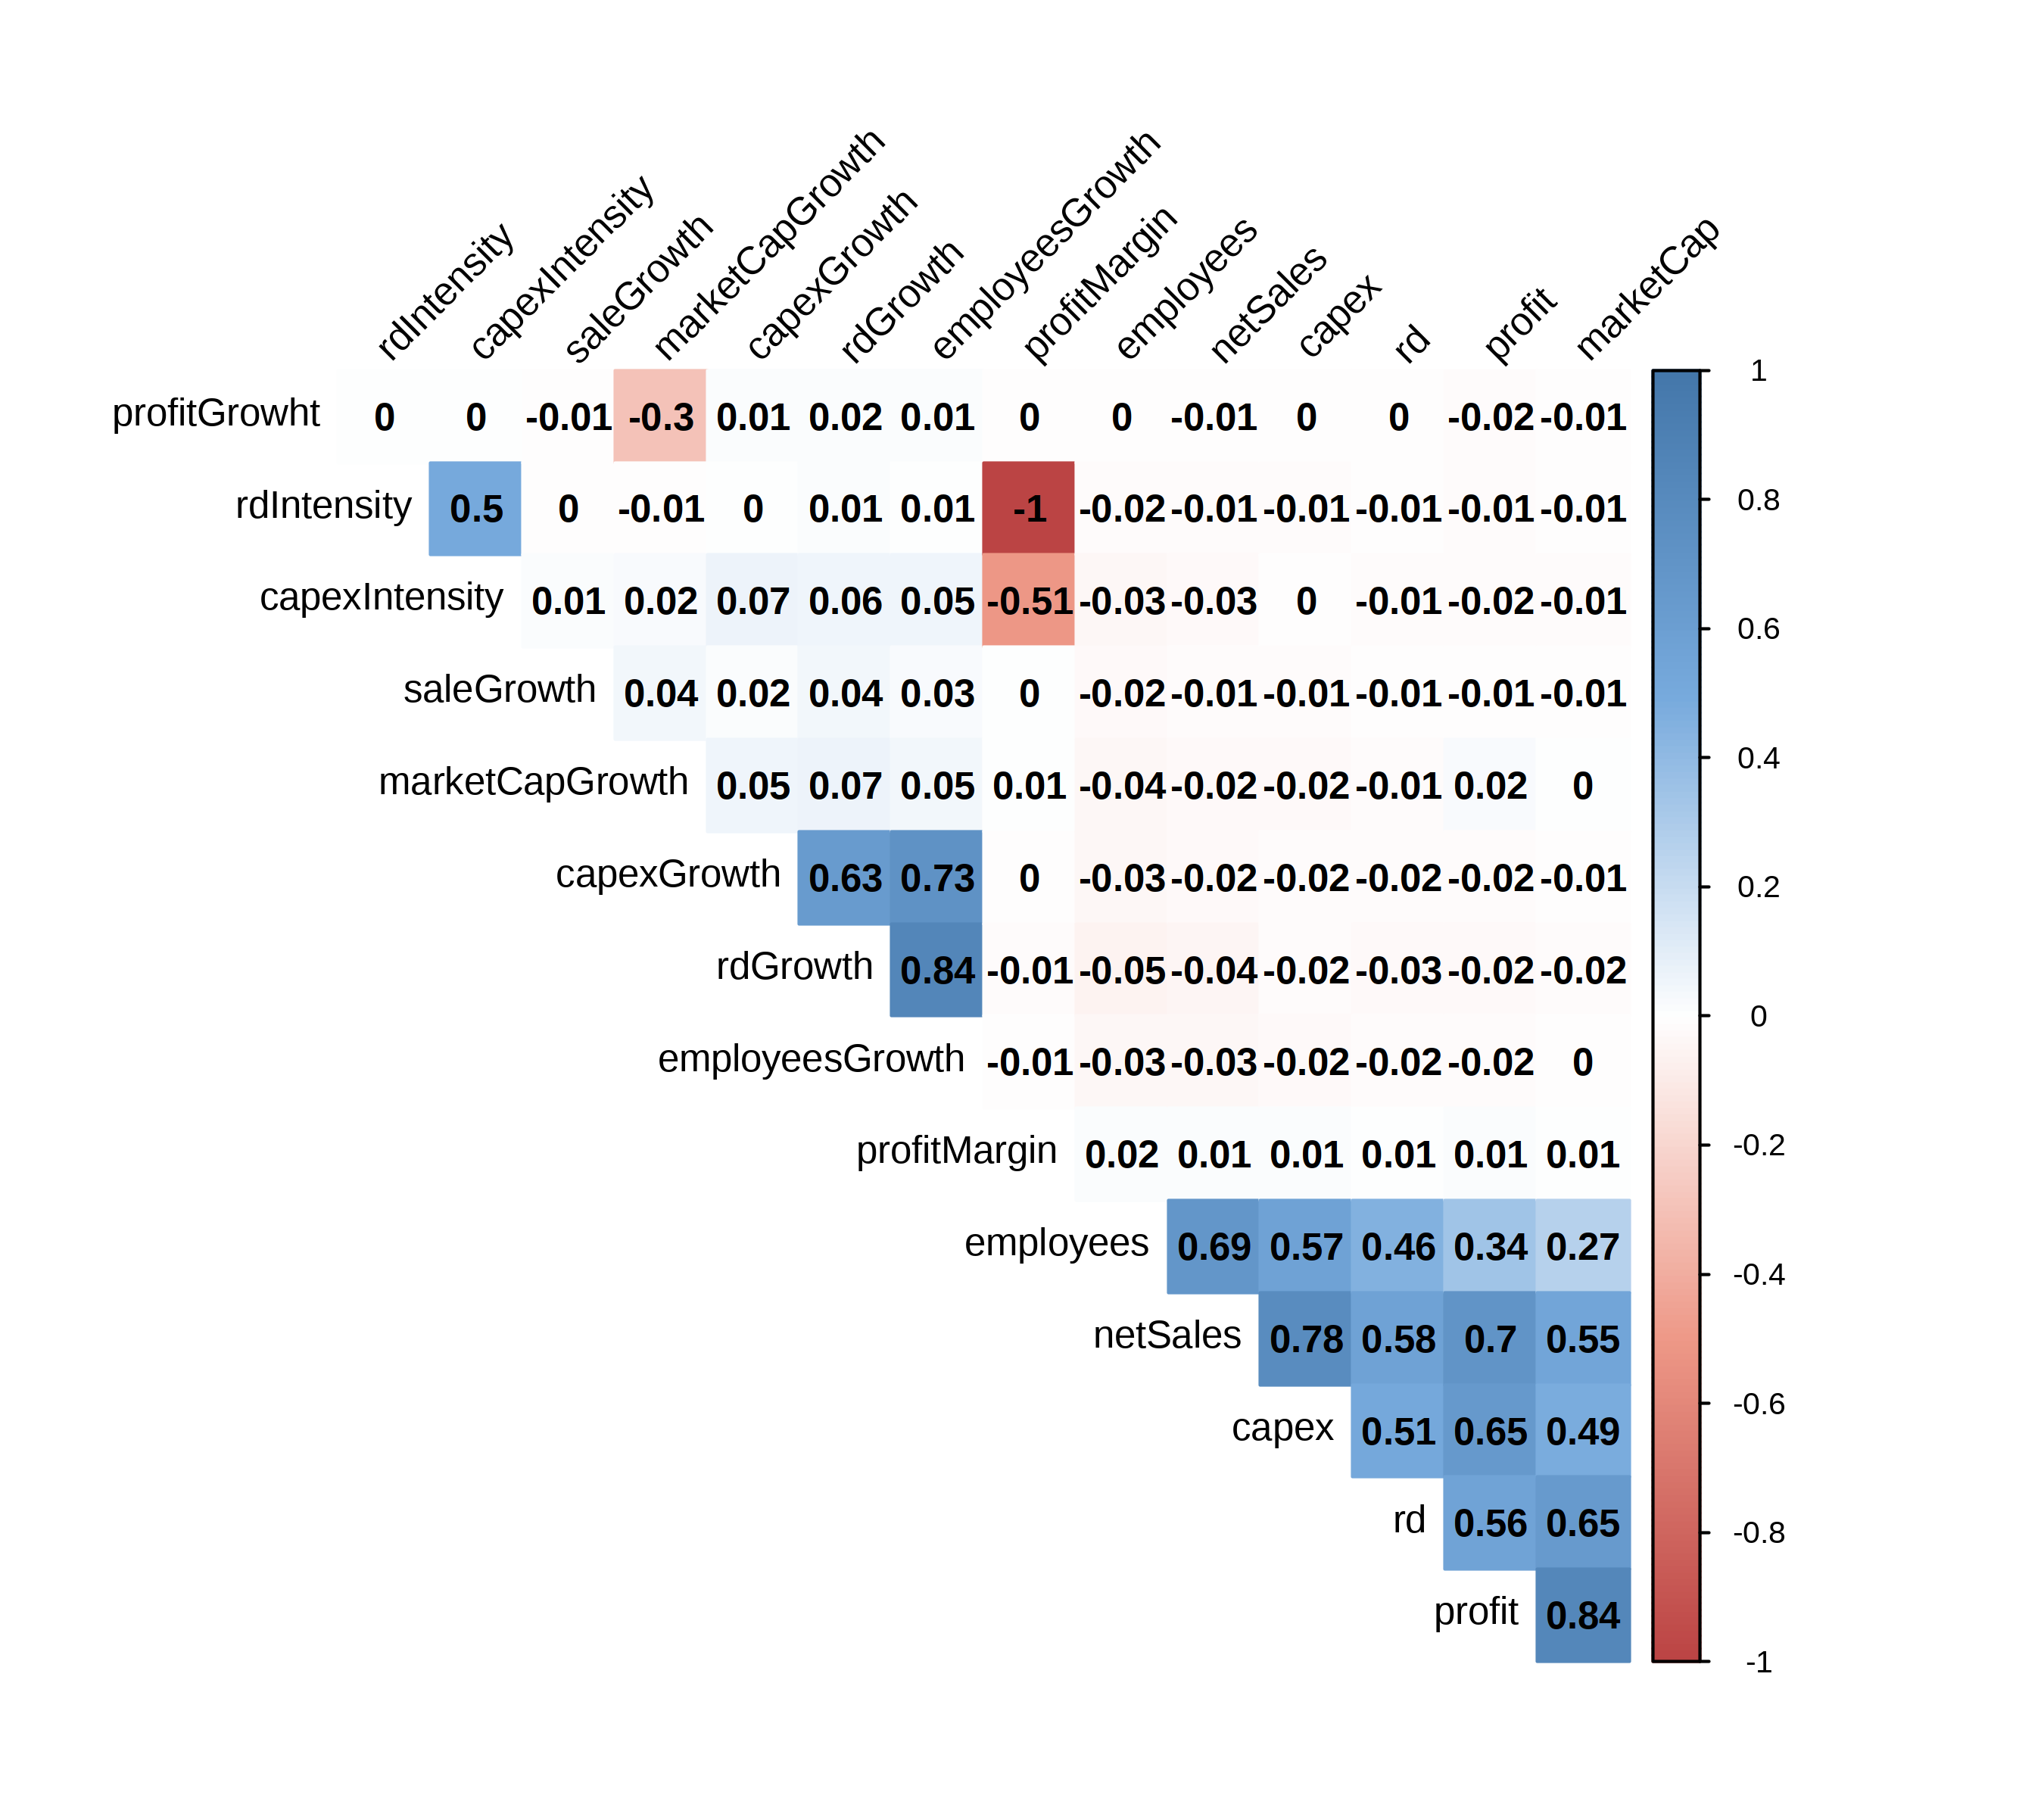 rdIntensity capexIntensity saleGrowth marketCapGrowth capexGrowth rdGrowth employeesGrowth profitMargin employees netSales capex rd profit marketCap
profitGrowht 0 0 -0.01 -0.3 0.01 0.02 0.01 0 0 -0.01 0 0 -0.02 -0.01
rdIntensity 0.5 0 -0.01 0 0.01 0.01 -1 -0.02 -0.01 -0.01 -0.01 -0.01 -0.01
capexIntensity 0.01 0.02 0.07 0.06 0.05 -0.51 -0.03 -0.03 0 -0.01 -0.02 -0.01
saleGrowth 0.04 0.02 0.04 0.03 0 -0.02 -0.01 -0.01 -0.01 -0.01 -0.01
marketCapGrowth 0.05 0.07 0.05 0.01 -0.04 -0.02 -0.02 -0.01 0.02 0
capexGrowth 0.63 0.73 0 -0.03 -0.02 -0.02 -0.02 -0.02 -0.01
rdGrowth 0.84 -0.01 -0.05 -0.04 -0.02 -0.03 -0.02 -0.02
employeesGrowth -0.01 -0.03 -0.03 -0.02 -0.02 -0.02 0
profitMargin 0.02 0.01 0.01 0.01 0.01 0.01
employees 0.69 0.57 0.46 0.34 0.27
netSales 0.78 0.58 0.7 0.55
capex 0.51 0.65 0.49
rd 0.56 0.65
profit 0.84
1
0.8
0.6
0.4
0.2
0
-0.2
-0.4
-0.6
-0.8
-1